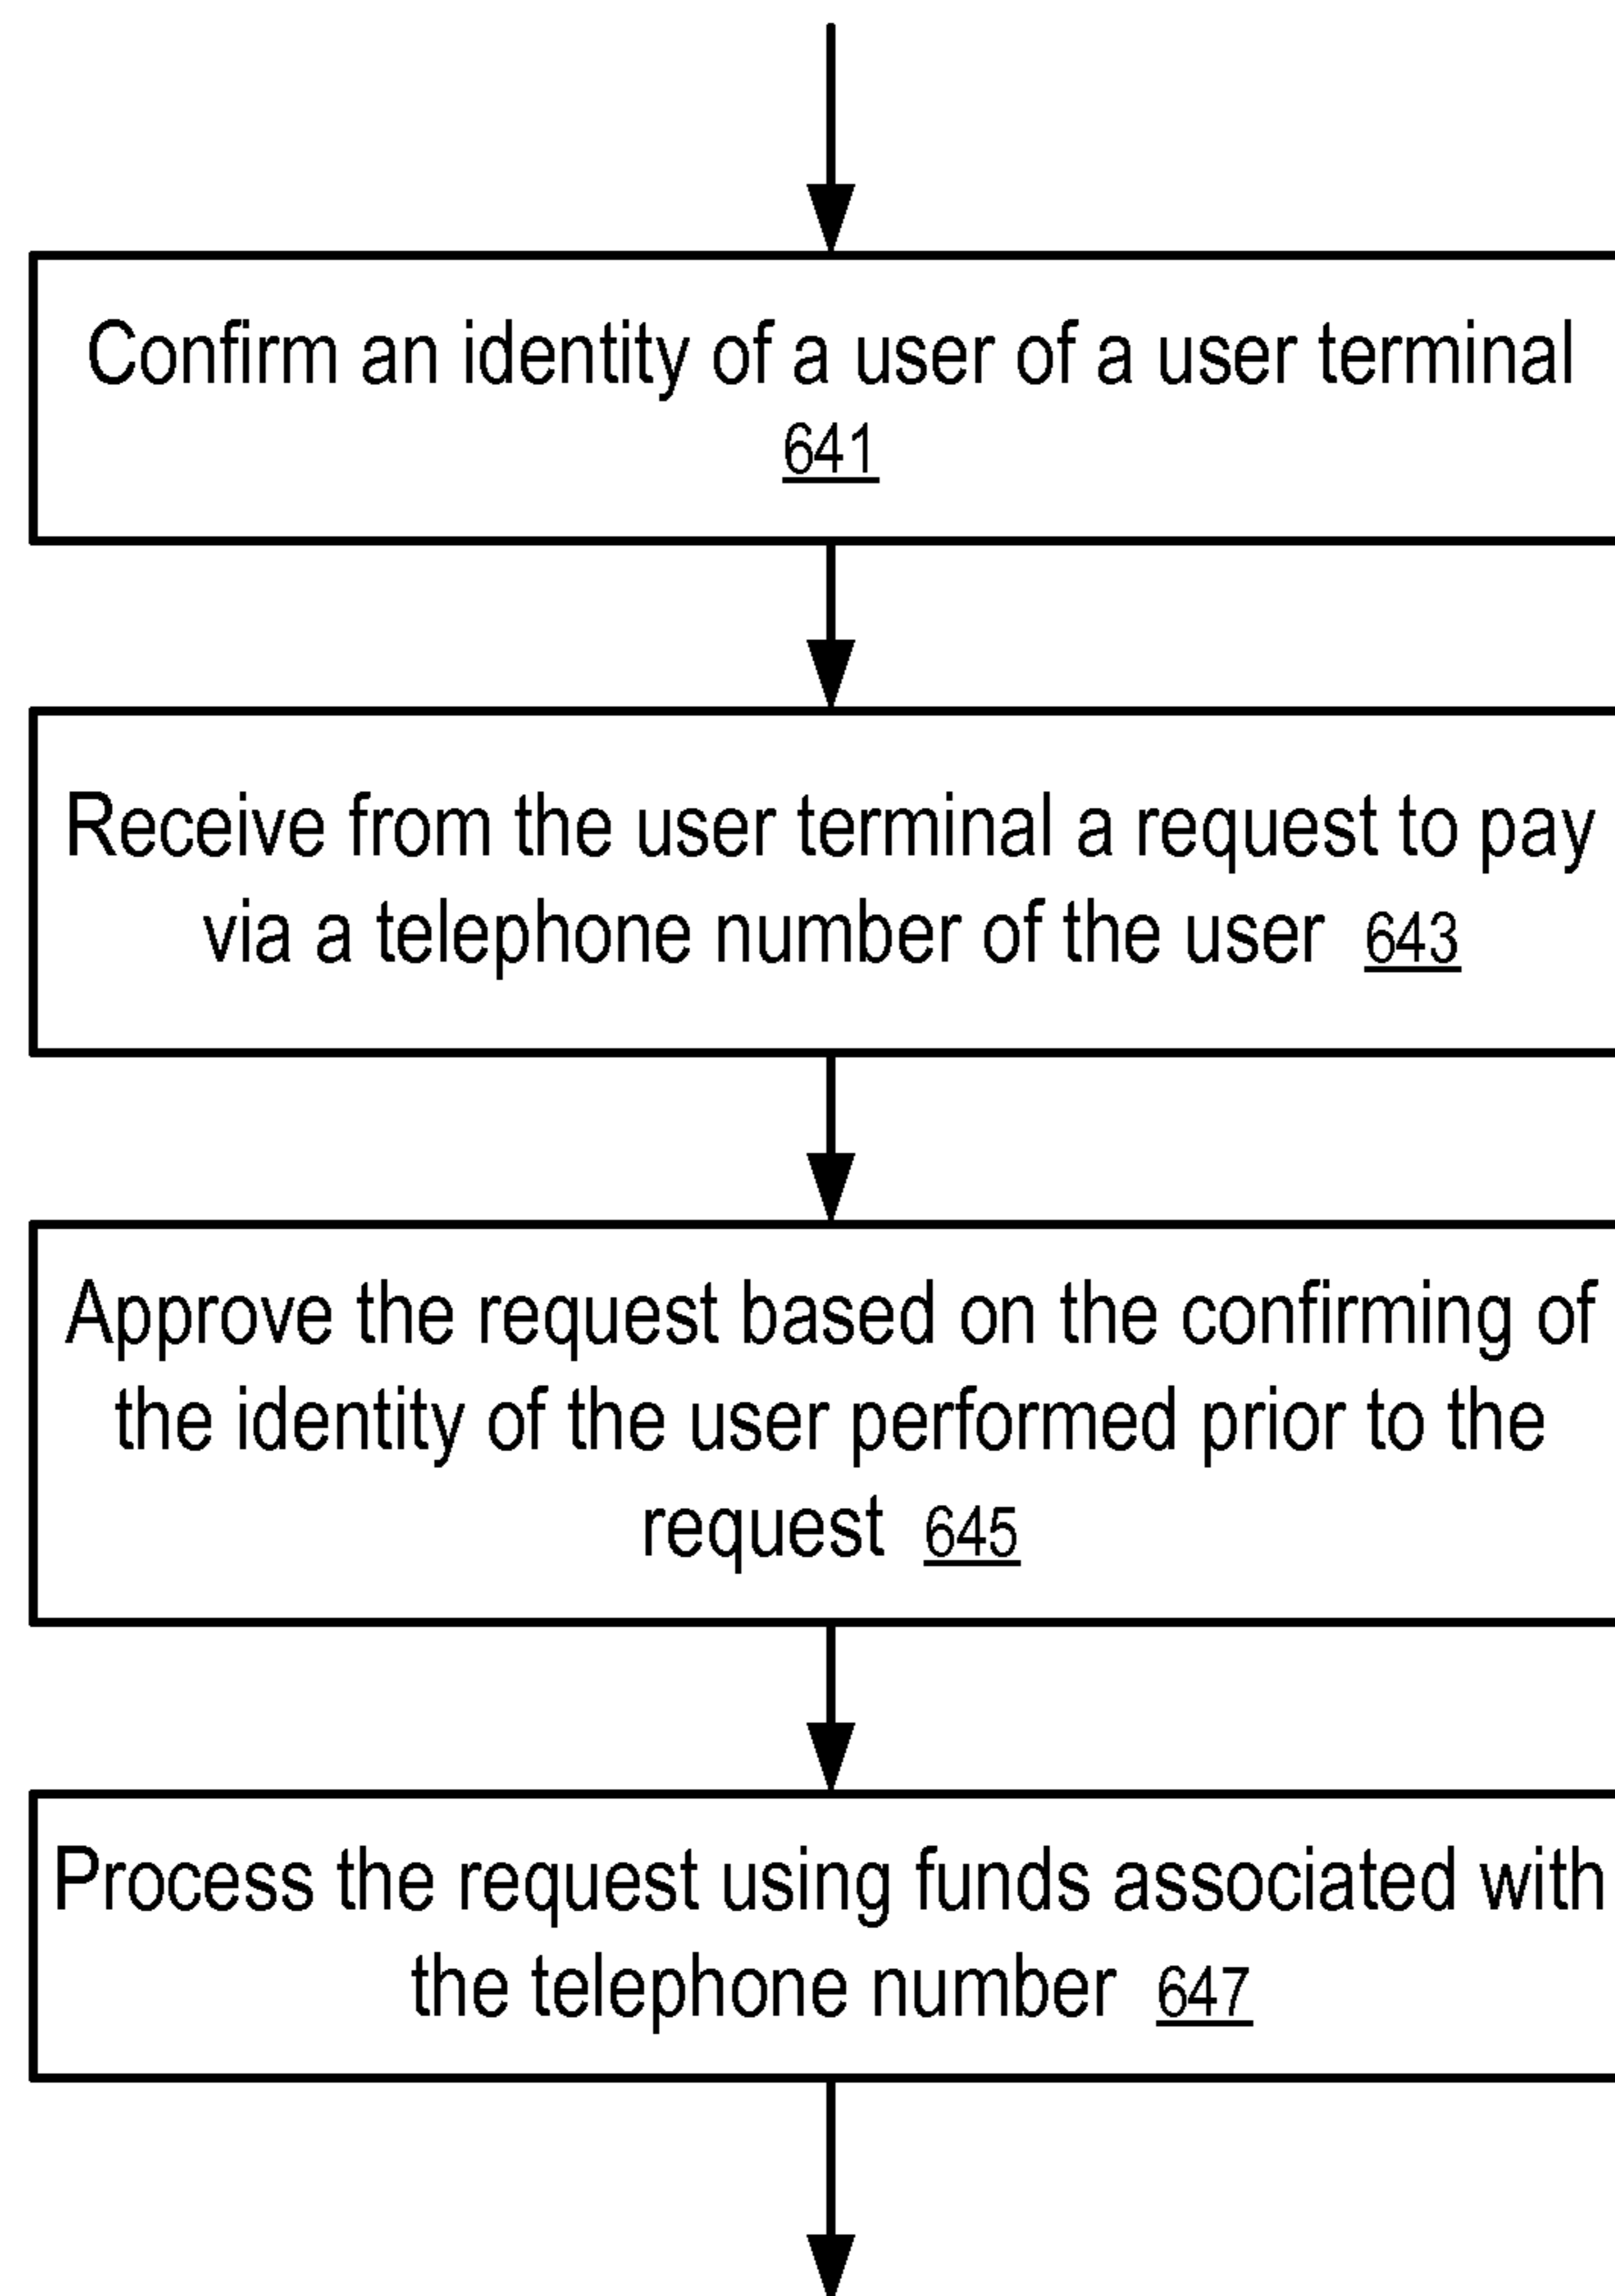 Confirm an identity of a user of a user terminal
641
Receive from the user terminal a request to pay
via a telephone number of the user 643
Approve the request based on the confirming of
the identity of the user performed prior to the
request 645
Process the request using funds associated with
the telephone number 647